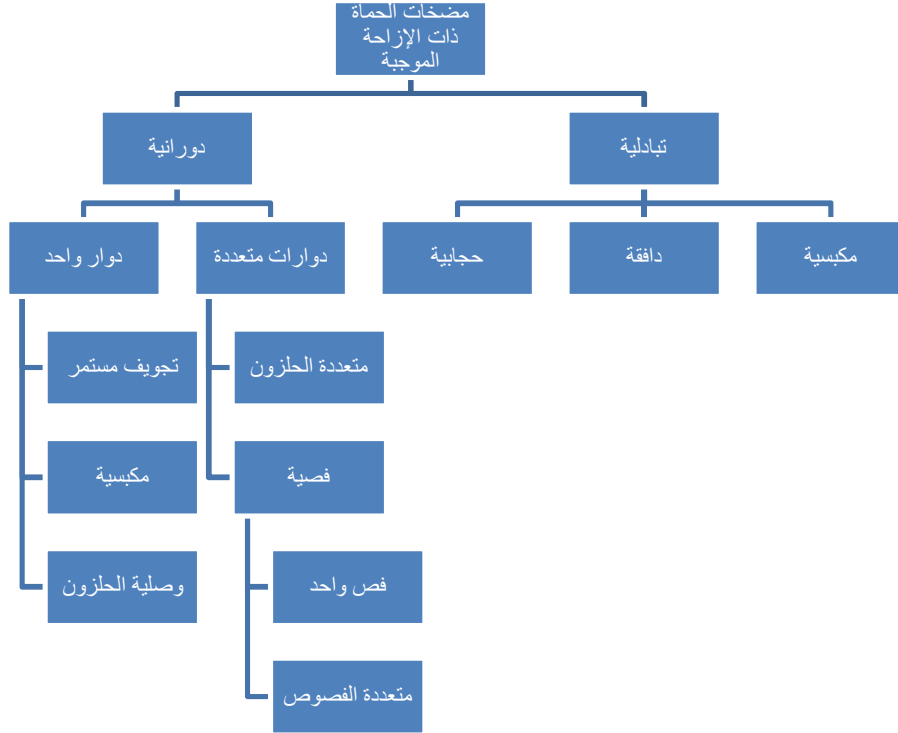 مضخات الحمأة
ذات الإزاحة
الموجبة
تبادلية
دورانية
مكبسية
دافقة
حجابية
دوارات متعددة
دوار واحد
متعددة الحلزون
تجويف مستمر
فصية
مكبسية
فص واحد
وصلية الحلزون
متعددة الفصوص